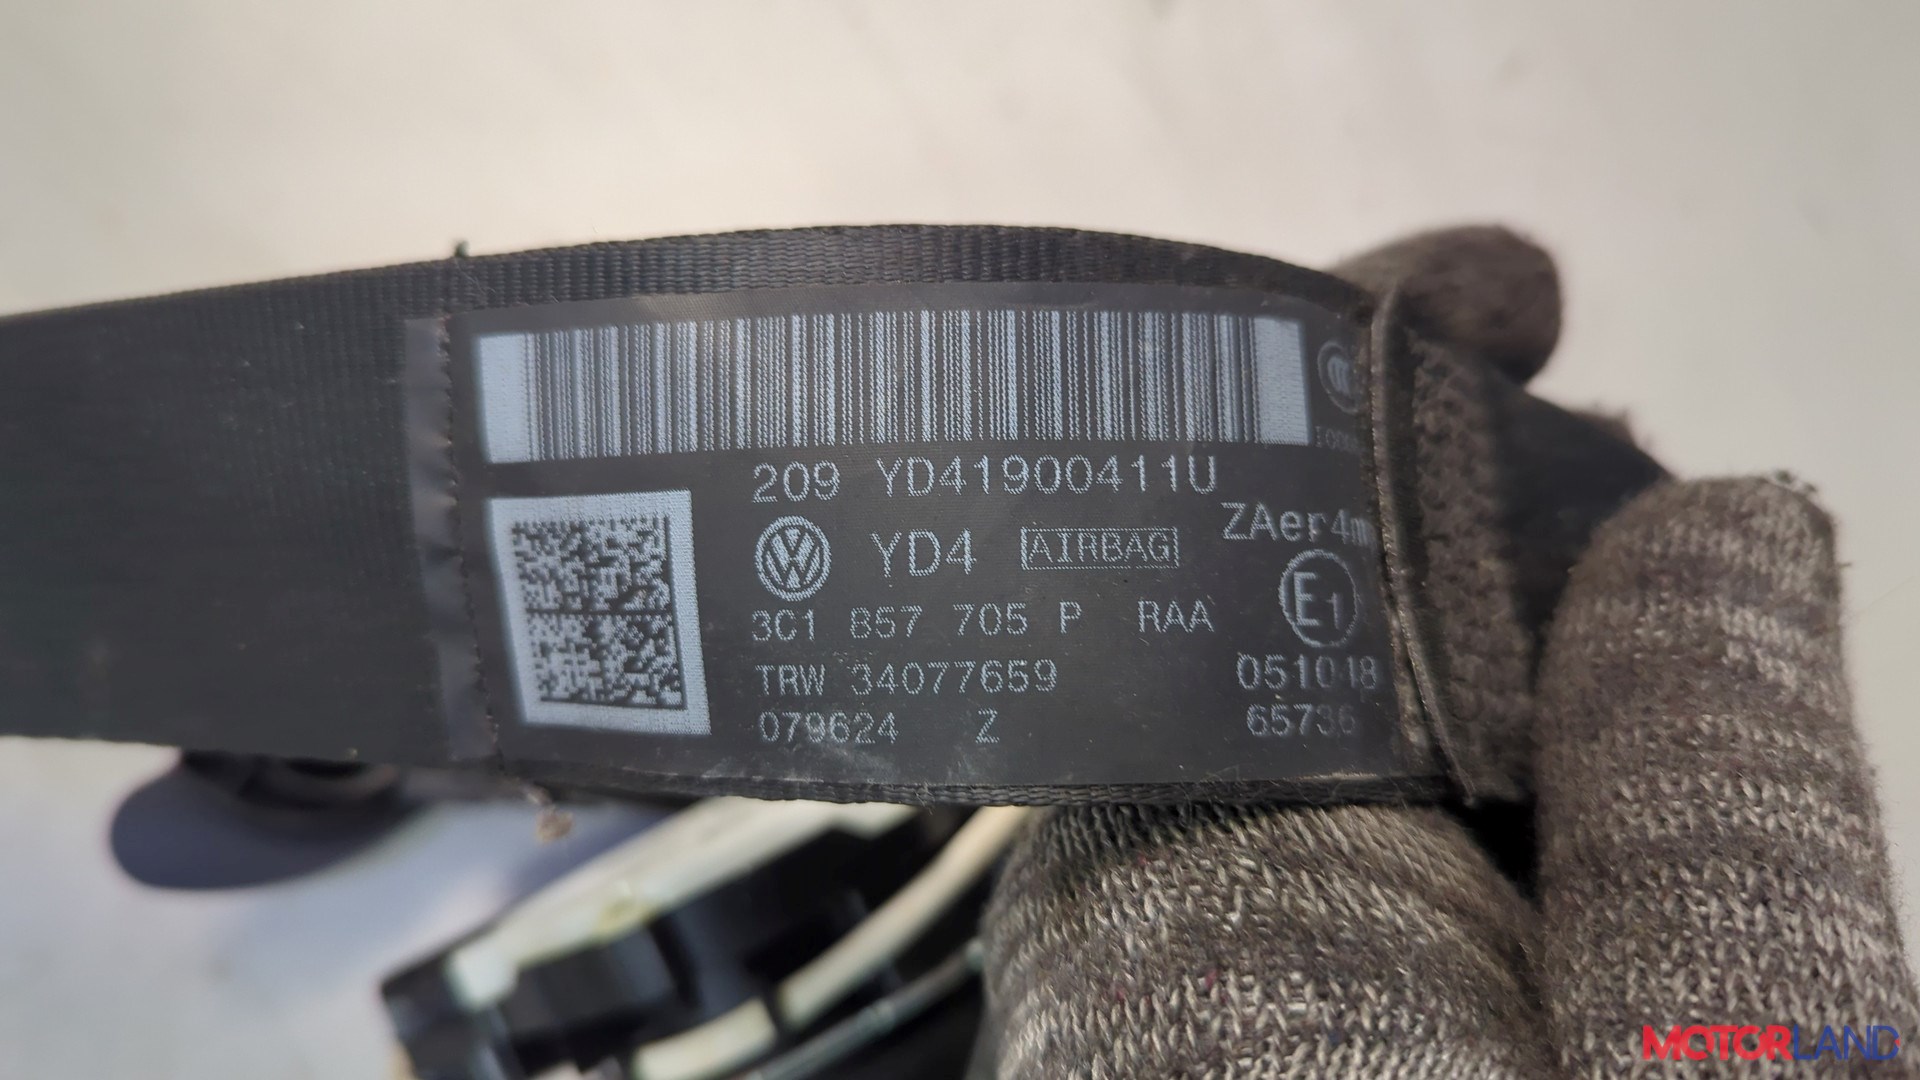 209 YD41900411U
YD4 AIRBAG ZAer4m
3C1 857 705 P RAA E1
TRW 34077659 051018
079624 Z 65736
MOTORLAND